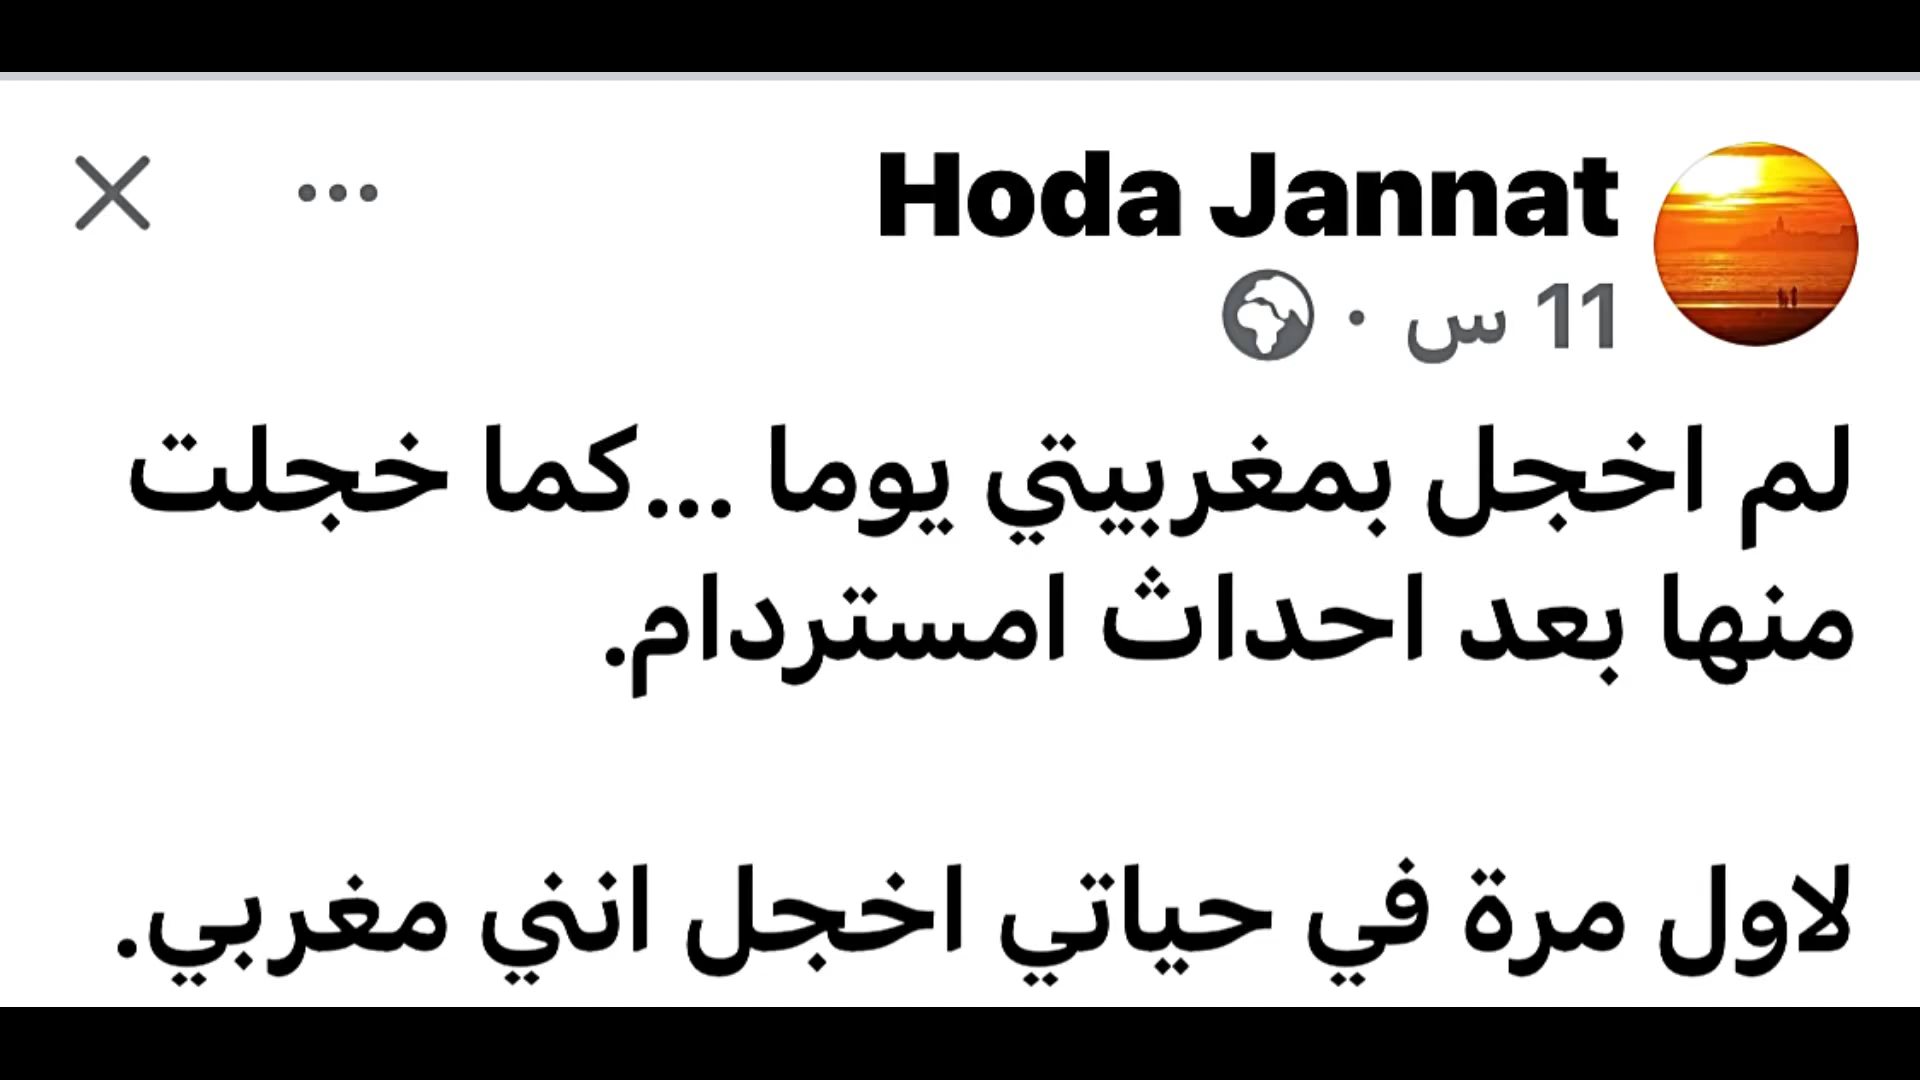 Hoda Jannat
11 س ·
لم اخجل بمغربيتي يوما ...كما خجلت
منها بعد احداث امستردام.
لاول مرة في حياتي اخجل انني مغربي.